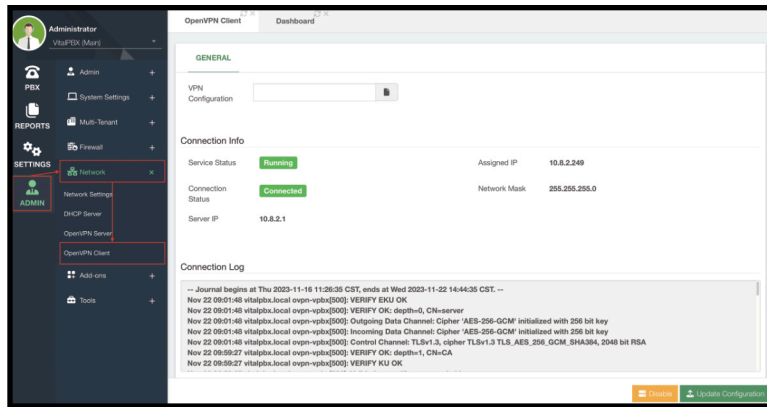 Administrator
VitalPBX (Main)
PBX
REPORTS
SETTINGS
ADMIN
Admin
System Settings
Multi-Tenant
Firewall
Network
Network Settings
DHCP Server
OpenVPN Server
OpenVPN Client
Add-ons
Tools
OpenVPN Client
Dashboard
GENERAL
VPN
Configuration
Connection Info
Service Status Running Assigned IP 10.8.2.249
Connection
Status
Connected Network Mask 255.255.255.0
Server IP 10.8.2.1
Connection Log
-- Journal begins at Thu 2023-11-16 11:26:35 CST, ends at Wed 2023-11-22 14:44:35 CST. --
Nov 22 09:01:48 vitalpbx.local ovpn-vpbx[500]: VERIFY EKU OK
Nov 22 09:01:48 vitalpbx.local ovpn-vpbx[500]: VERIFY OK: depth=0, CN=server
Nov 22 09:01:48 vitalpbx.local ovpn-vpbx[500]: Outgoing Data Channel: Cipher 'AES-256-GCM' initialized with 256 bit key
Nov 22 09:01:48 vitalpbx.local ovpn-vpbx[500]: Incoming Data Channel: Cipher 'AES-256-GCM' initialized with 256 bit key
Nov 22 09:01:48 vitalpbx.local ovpn-vpbx[500]: Control Channel: TLSv1.3, cipher TLSv1.3 TLS_AES_256_GCM_SHA384, 2048 bit RSA
Nov 22 09:59:27 vitalpbx.local ovpn-vpbx[500]: VERIFY OK: depth=1, CN=CA
Nov 22 09:59:27 vitalpbx.local ovpn-vpbx[500]: VERIFY KU OK
Disable
Update Configuration